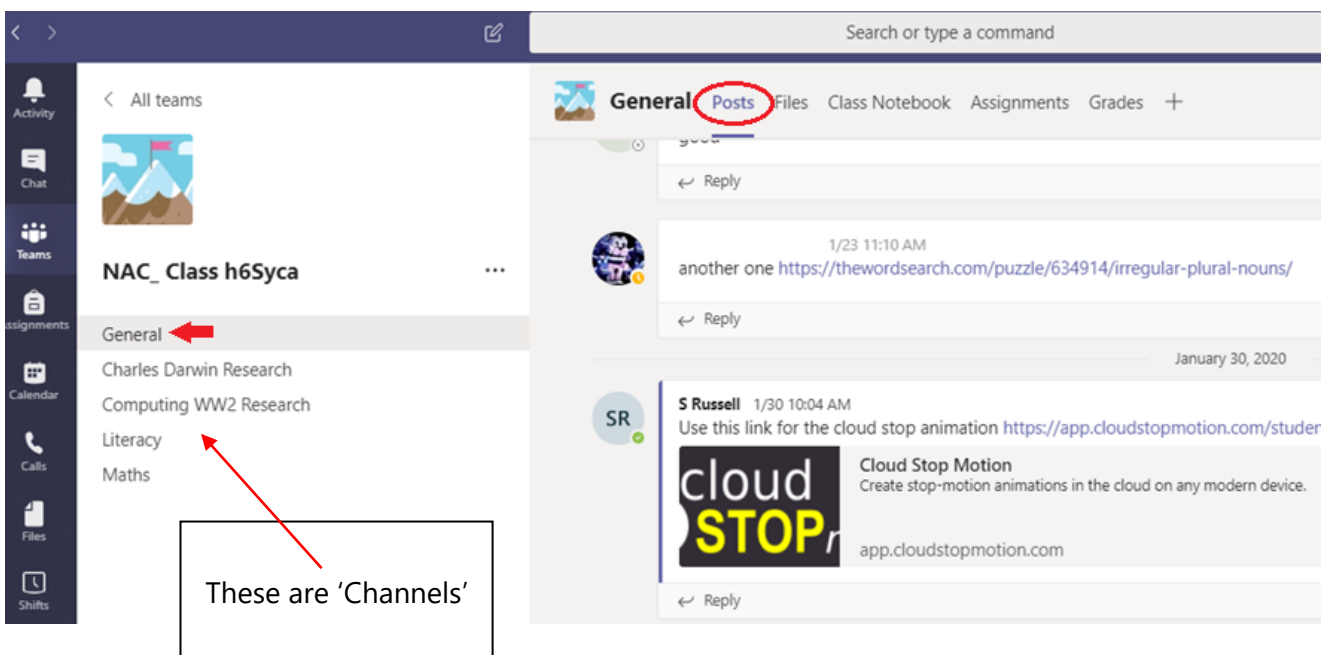 Search or type a command
Activity
Chat
Teams
ssignments
Calendar
Calls
Files
Shifts
All teams
NAC_ Class h6Syca
...
General
Charles Darwin Research
Computing WW2 Research
Literacy
Maths
These are ‘Channels’
General Posts Files Class Notebook Assignments Grades +
good
Reply
1/23 11:10 AM
another one https://thewordsearch.com/puzzle/634914/irregular-plural-nouns/
Reply
January 30, 2020
SR
S Russell 1/30 10:04 AM
Use this link for the cloud stop animation https://app.cloudstopmotion.com/studen
cloud
STOP
Cloud Stop Motion
Create stop-motion animations in the cloud on any modern device.
app.cloudstopmotion.com
Reply